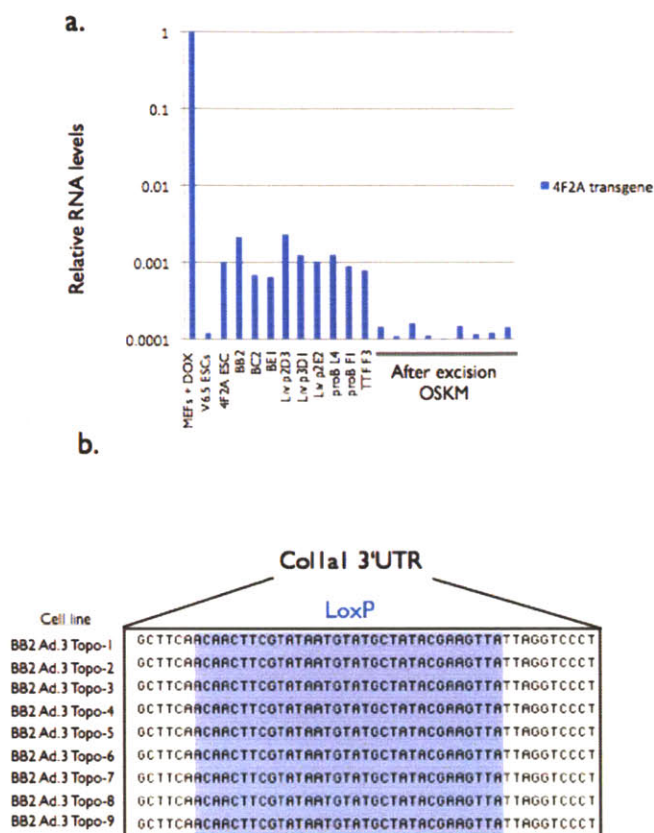 a.
Relative RNA levels
1
0.1
0.01
0.001
0.0001
4F2A transgene
MEFs + DOX
V6.5 ESCs
4F2A ESC
BB2
BC2
BE1
Liv p2D3
Liv p3D1
Liv p2E2
proB L4
proB F1
TTF F3
After excision
OSKM
b.
Col1a1 3'UTR
LoxP
Cell line
BB2 Ad.3 Topo-1 GCTTCAACAACTTCGTATAATGTATGCTATACGAAGTTATTAGGTCCCT
BB2 Ad.3 Topo-2 GCTTCAACAACTTCGTATAATGTATGCTATACGAAGTTATTAGGTCCCT
BB2 Ad.3 Topo-3 GCTTCAACAACTTCGTATAATGTATGCTATACGAAGTTATTAGGTCCCT
BB2 Ad.3 Topo-4 GCTTCAACAACTTCGTATAATGTATGCTATACGAAGTTATTAGGTCCCT
BB2 Ad.3 Topo-5 GCTTCAACAACTTCGTATAATGTATGCTATACGAAGTTATTAGGTCCCT
BB2 Ad.3 Topo-6 GCTTCAACAACTTCGTATAATGTATGCTATACGAAGTTATTAGGTCCCT
BB2 Ad.3 Topo-7 GCTTCAACAACTTCGTATAATGTATGCTATACGAAGTTATTAGGTCCCT
BB2 Ad.3 Topo-8 GCTTCAACAACTTCGTATAATGTATGCTATACGAAGTTATTAGGTCCCT
BB2 Ad.3 Topo-9 GCTTCAACAACTTCGTATAATGTATGCTATACGAAGTTATTAGGTCCCT